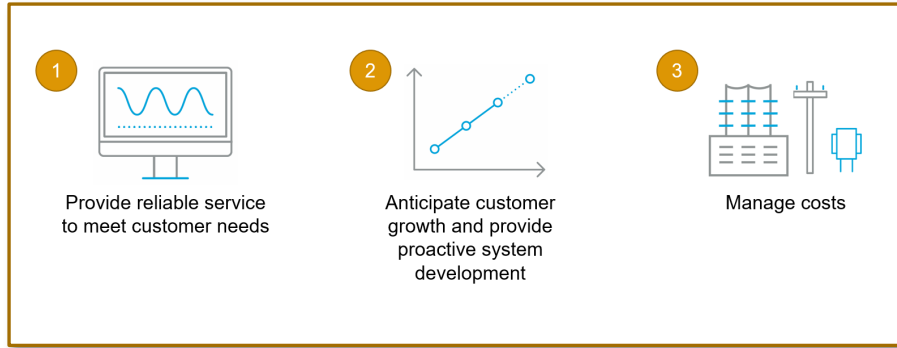 1
Provide reliable service
to meet customer needs
2
Anticipate customer
growth and provide
proactive system
development
3
Manage costs